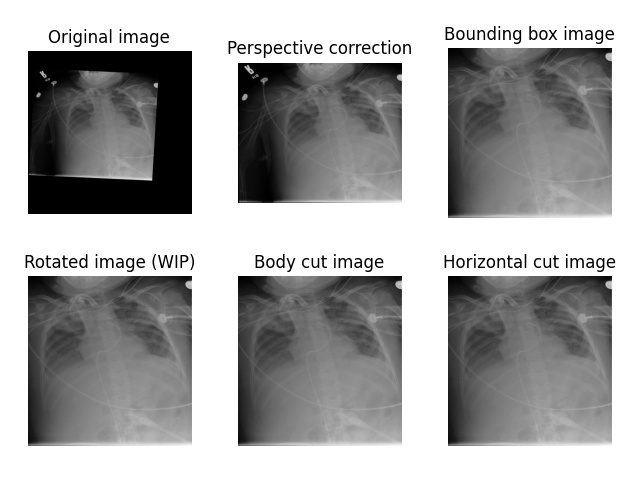 Original image
Perspective correction
Bounding box image
Rotated image (WIP)
Body cut image
Horizontal cut image